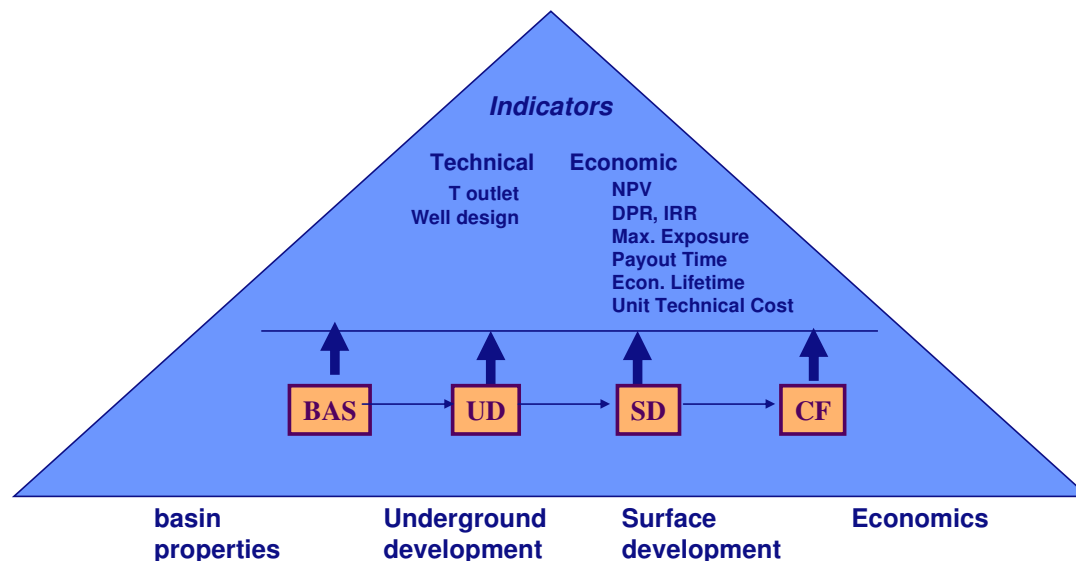 Indicators
Technical
T outlet
Well design
Economic
NPV
DPR, IRR
Max. Exposure
Payout Time
Econ. Lifetime
Unit Technical Cost
BAS
UD
SD
CF
basin
properties
Underground
development
Surface
development
Economics